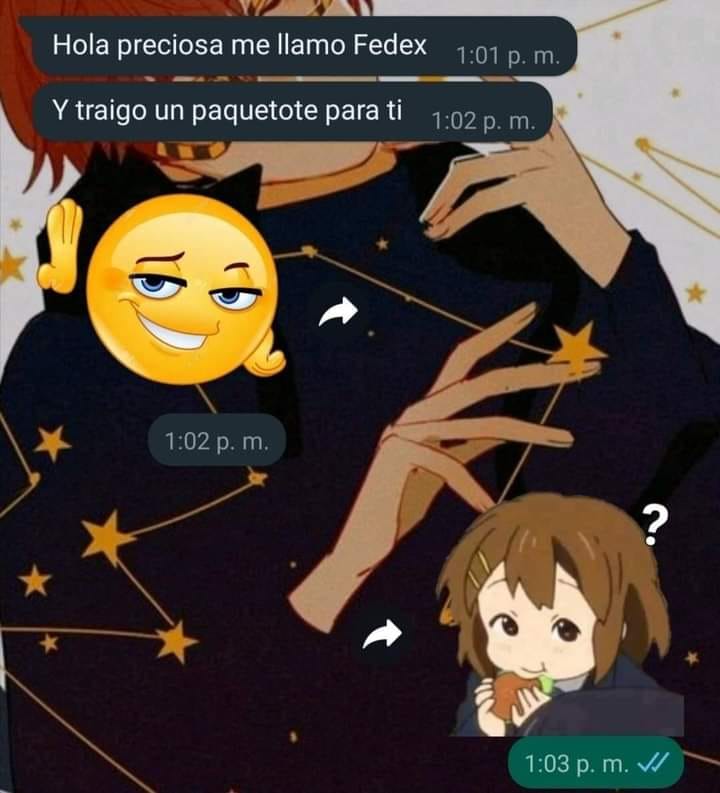 Hola preciosa me llamo Fedex
1:01 p. m.
Y traigo un paquetote para ti
1:02 p. m.
1:02 p. m.
?
1:03 p. m.